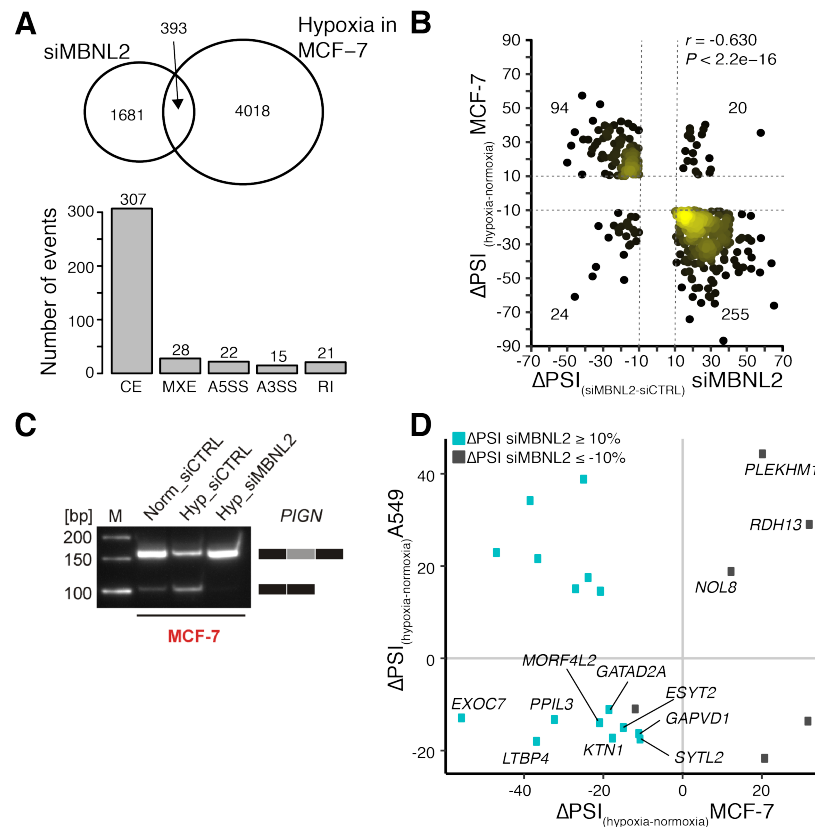 A
393
Hypoxia in
MCF−7
siMBNL2
1681
4018
Number of events
300
200
100
0
307
28
22
15
21
CE MXE A5SS A3SS RI
B
r = -0.630
P < 2.2e−16
ΔPSI(hypoxia-normoxia) MCF-7
90
70
50
30
10
-10
-30
-50
-70
-90
94
20
24
255
-70 -50 -30 -10 10 30 50 70
ΔPSI(siMBNL2-siCTRL) siMBNL2
C
Norm_siCTRL
Hyp_siCTRL
Hyp_siMBNL2
[bp] M
PIGN
200
150
100
MCF-7
D
ΔPSI siMBNL2 ≥ 10%
ΔPSI siMBNL2 ≤ -10%
ΔPSI(hypoxia-normoxia)A549
40
20
0
-20
PLEKHM1
RDH13
NOL8
MORF4L2
GATAD2A
ESYT2
EXOC7
PPIL3
GAPVD1
LTBP4
KTN1
SYTL2
-40 -20 0 20
ΔPSI(hypoxia-normoxia)MCF-7